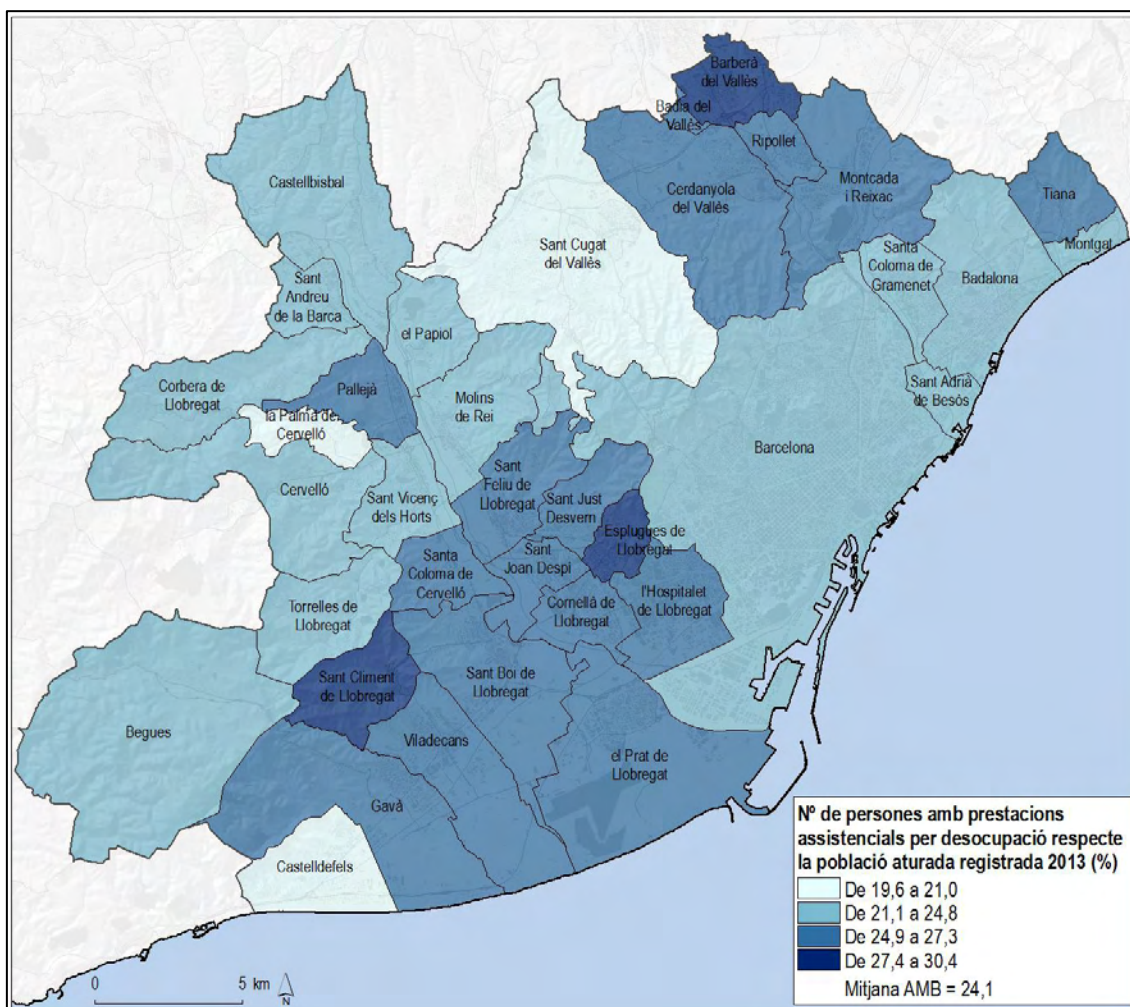 Barberà
del Vallès
Badia del
Vallès
Ripollet
Castellbisbal
Cerdanyola
del Vallès
Montcada
i Reixac
Tiana
Sant Cugat
del Vallès
Santa
Coloma de
Gramenet
Badalona
Montgat
Sant
Andreu
de la Barca
el Papiol
Corbera de
Llobregat
Pallejà
Molins
de Rei
Sant Adrià
de Besòs
la Palma de
Cervelló
Barcelona
Cervelló
Sant Vicenç
dels Horts
Sant
Feliu de
Llobregat
Sant Just
Desvern
Esplugues de
Llobregat
Santa
Coloma de
Cervelló
Sant
Joan Despí
Torrelles de
Llobregat
Cornellà de
Llobregat
l'Hospitalet
de Llobregat
Sant Climent
de Llobregat
Sant Boi de
Llobregat
Begues
Viladecans
el Prat de
Llobregat
Gavà
Castelldefels
Nº de persones amb prestacions
assistencials per desocupació respecte
la població aturada registrada 2013 (%)
De 19,6 a 21,0
De 21,1 a 24,8
De 24,9 a 27,3
De 27,4 a 30,4
Mitjana AMB = 24,1
0 5 km
N